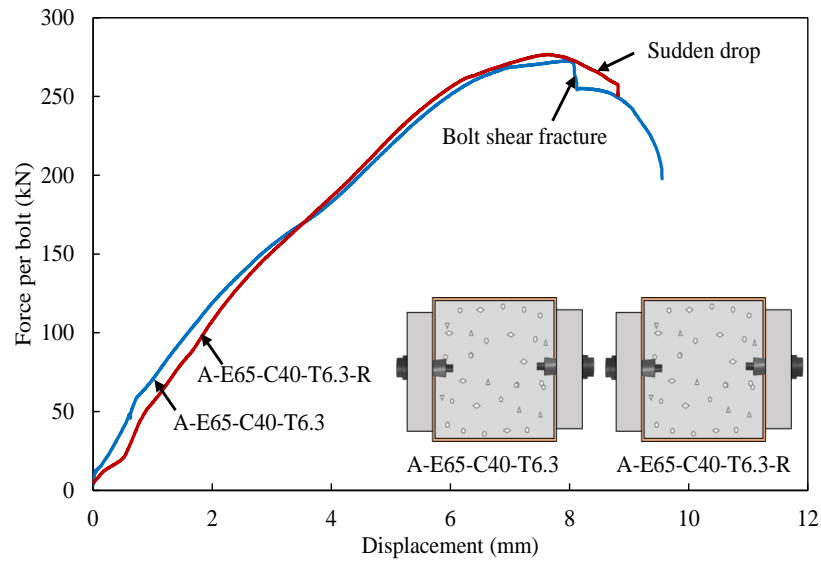 300
250
200
150
100
50
0
Force per bolt (kN)
Sudden drop
Bolt shear fracture
A-E65-C40-T6.3-R
A-E65-C40-T6.3
A-E65-C40-T6.3
A-E65-C40-T6.3-R
0 2 4 6 8 10 12
Displacement (mm)